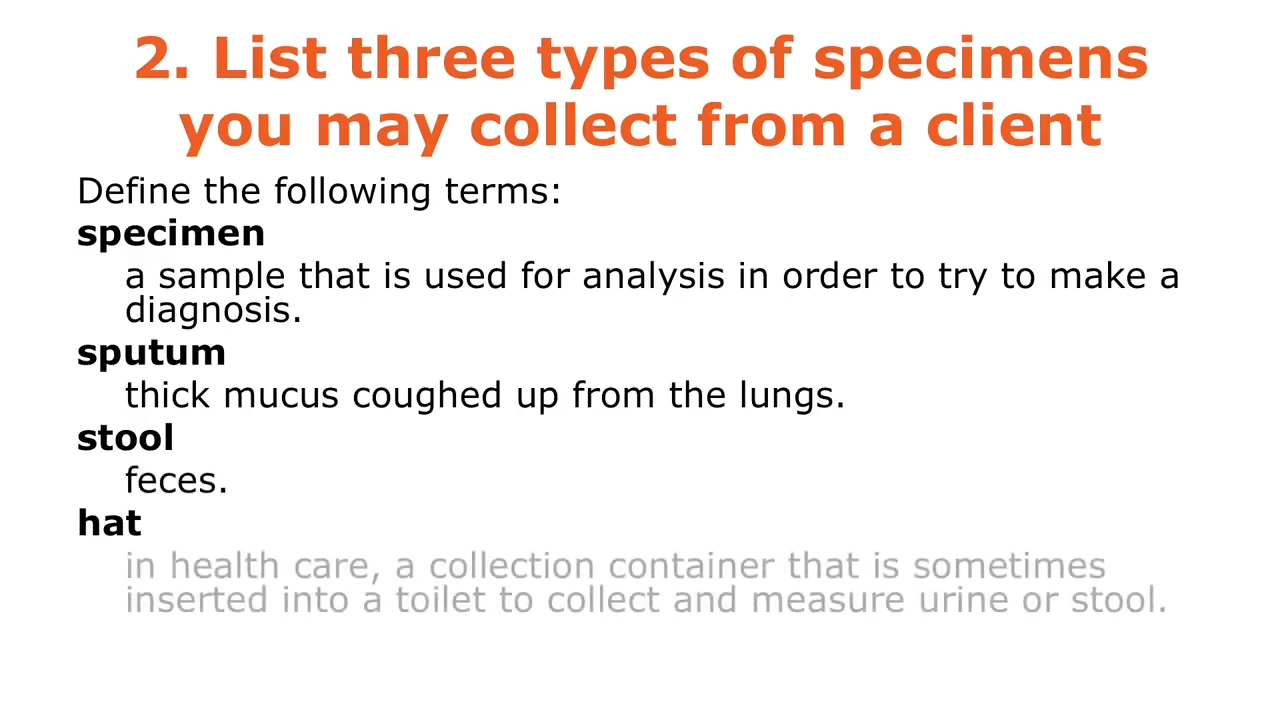 2. List three types of specimens
you may collect from a client
Define the following terms:
specimen
a sample that is used for analysis in order to try to make a
diagnosis.
sputum
thick mucus coughed up from the lungs.
stool
feces.
hat
in health care, a collection container that is sometimes
inserted into a toilet to collect and measure urine or stool.